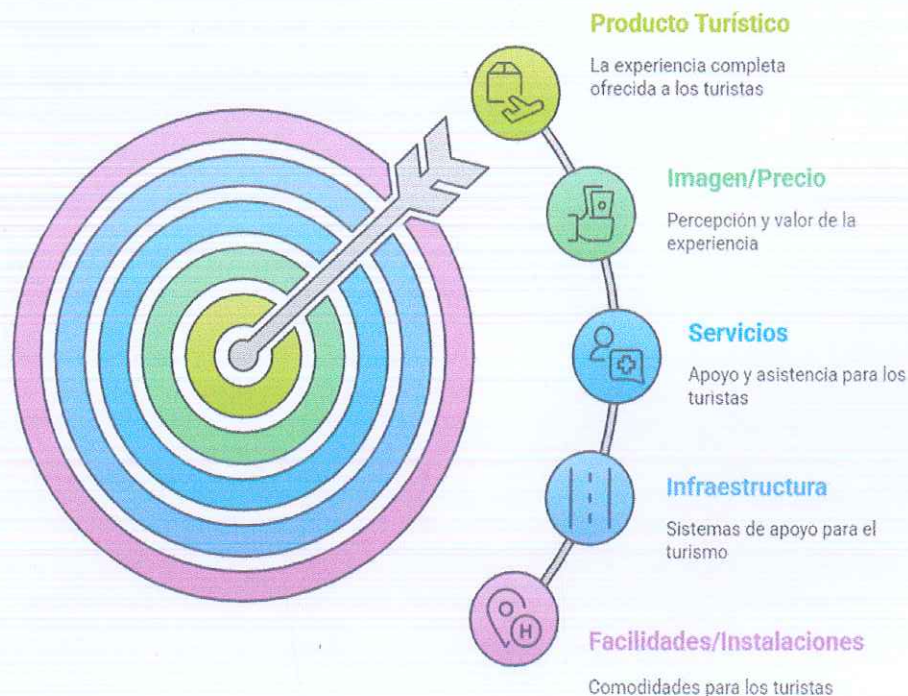 Producto Turístico
La experiencia completa
ofrecida a los turistas
Imagen/Precio
Percepción y valor de la
experiencia
Servicios
Apoyo y asistencia para los
turistas
Infraestructura
Sistemas de apoyo para el
turismo
H
Facilidades/Instalaciones
Comodidades para los turistas